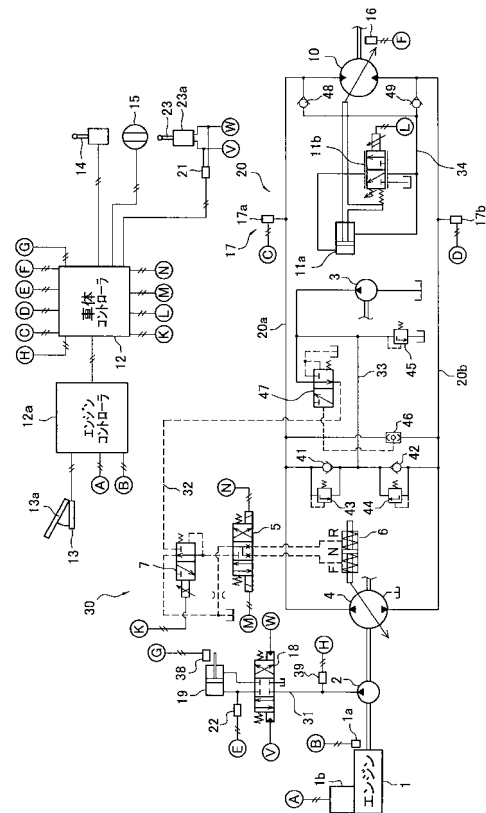 16
F
10
48
49
34
11b
L
11a
23
23a
14
15
21
V
W
20
17
17a
C
17b
D
20a
20b
3
G
F
E
D
C
H
車体
コントローラ
12
N
M
L
K
12a
エンジン
コントローラ
A
B
13a
13
47
33
45
46
41
42
43
44
32
30
7
K
5
N
M
6
F N R
4
G
38
19
22
E
18
W
V
39
H
31
2
B
1a
A
1b
エンジン
1